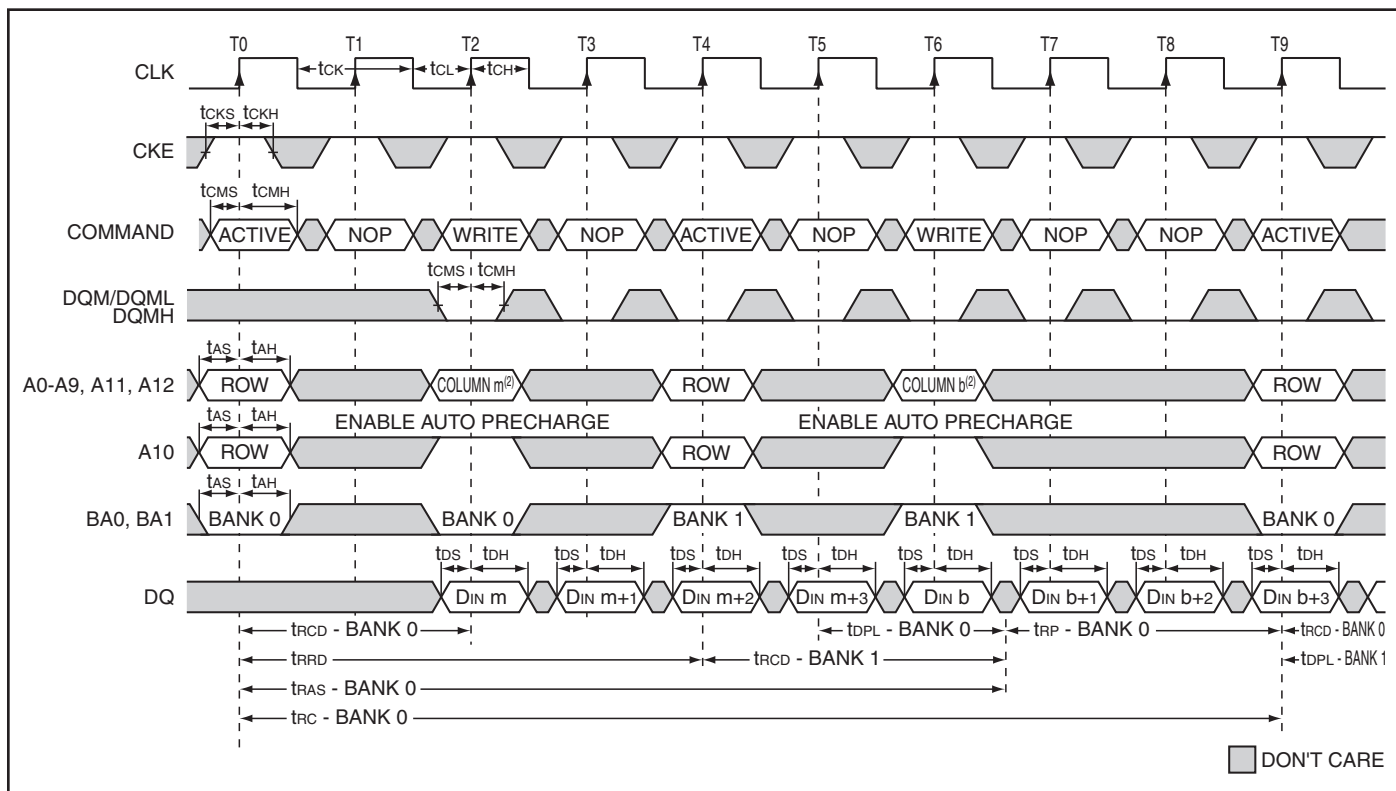 T0 T1 T2 T3 T4 T5 T6 T7 T8 T9
CLK tCK tCL tCH
tCKS tCKH
CKE
tCMS tCMH
COMMAND ACTIVE NOP WRITE NOP ACTIVE NOP WRITE NOP NOP ACTIVE
tCMS tCMH
DQM/DQML
DQMH
tAS tAH
A0-A9, A11, A12 ROW COLUMN m(2) ROW COLUMN b(2) ROW
tAS tAH ENABLE AUTO PRECHARGE ENABLE AUTO PRECHARGE
A10 ROW ROW ROW
tAS tAH
BA0, BA1 BANK 0 BANK 0 BANK 1 BANK 1 BANK 0
tDS tDH tDS tDH tDS tDH tDS tDH tDS tDH tDS tDH tDS tDH tDS tDH
DQ DIN m DIN m+1 DIN m+2 DIN m+3 DIN b DIN b+1 DIN b+2 DIN b+3
tRCD - BANK 0 tDPL - BANK 0 tRP - BANK 0 tRCD - BANK 0
tRRD tRCD - BANK 1 tDPL - BANK 1
tRAS - BANK 0
tRC - BANK 0
DON'T CARE